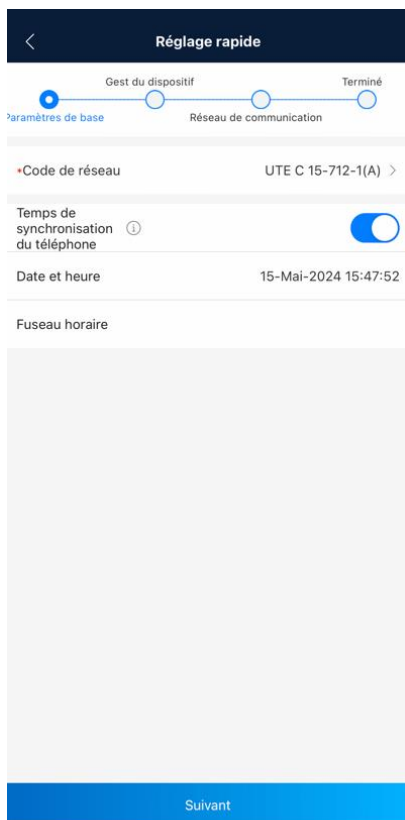 Réglage rapide
Gest du dispositif
Terminé
Paramètres de base
Réseau de communication
*Code de réseau
UTE C 15-712-1(A) >
Temps de
synchronisation
du téléphone
Date et heure
15-Mai-2024 15:47:52
Fuseau horaire
Suivant